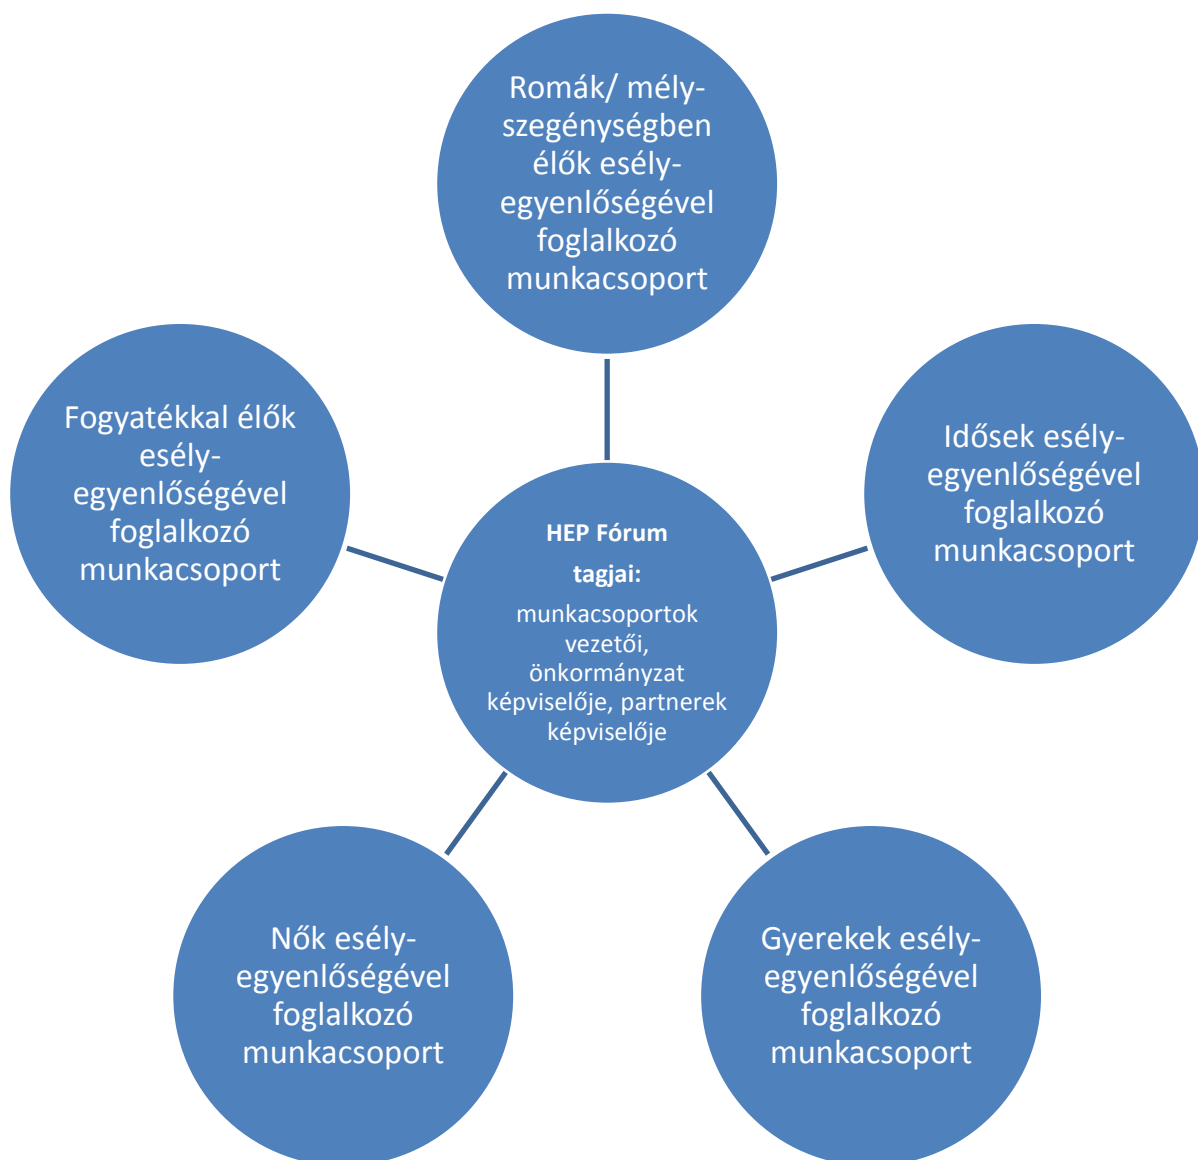 Romák/ mély-
szegénységben
élők esély-
egyenlőségével
foglalkozó
munkacsoport
Fogyatékkal élők
esély-
egyenlőségével
foglalkozó
munkacsoport
Idősek esély-
egyenlőségével
foglalkozó
munkacsoport
HEP Fórum
tagjai:
munkacsoportok
vezetői,
önkormányzat
képviselője, partnerek
képviselője
Nők esély-
egyenlőségével
foglalkozó
munkacsoport
Gyerekek esély-
egyenlőségével
foglalkozó
munkacsoport